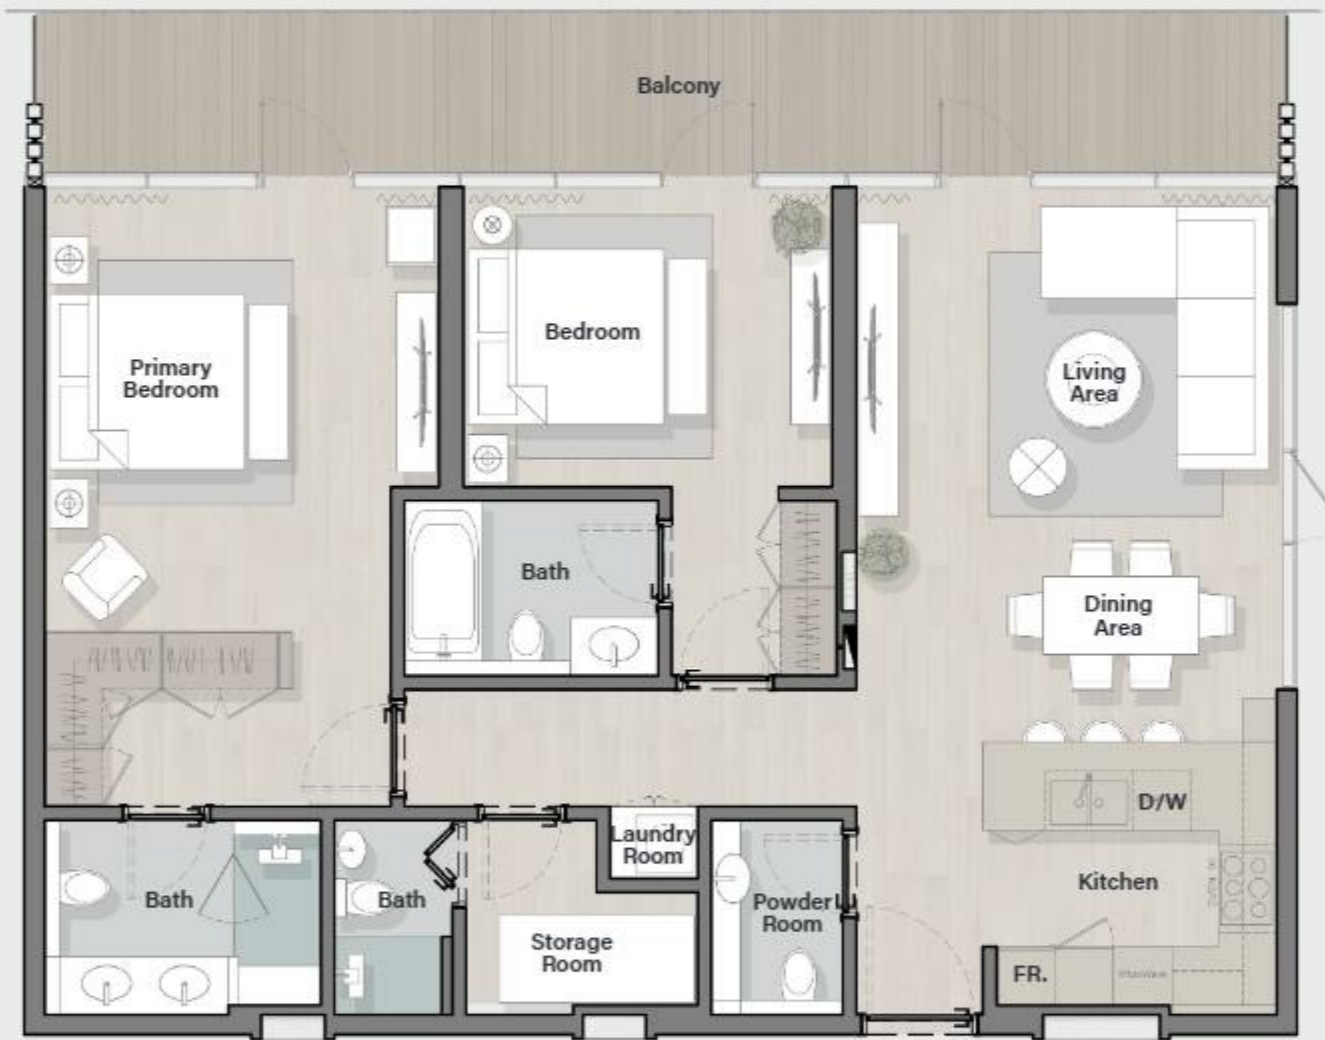 Balcony
Primary
Bedroom
Bedroom
Living
Area
Bath
Dining
Area
D/W
Laundry
Room
Kitchen
Bath
Bath
Powder
Room
Storage
Room
FR.